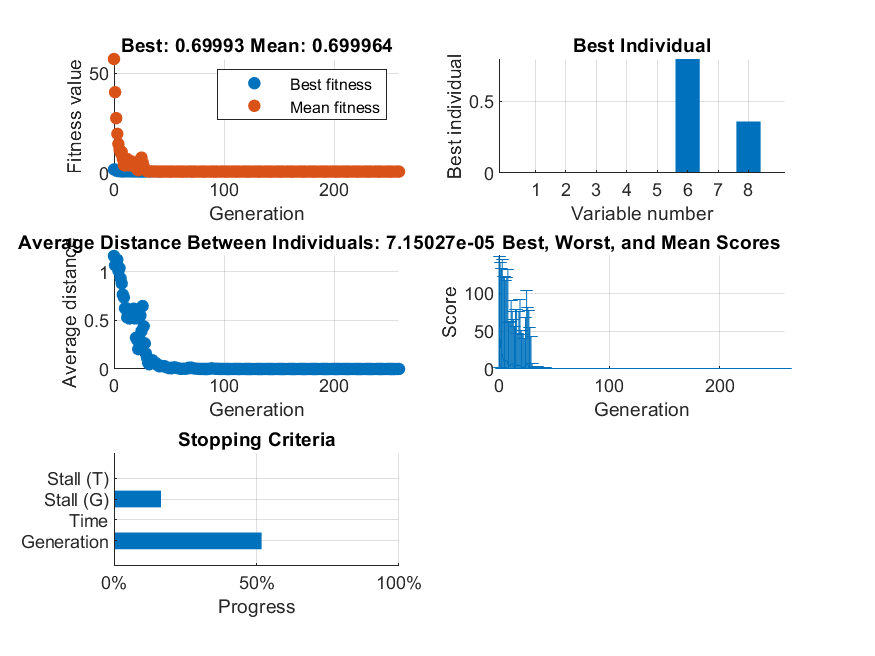 Best: 0.69993 Mean: 0.699964
Fitness value
50
0
0 100 200
Generation
Best fitness
Mean fitness
Best Individual
Best individual
0.5
0
1 2 3 4 5 6 7 8
Variable number
Average Distance Between Individuals: 7.15027e-05
Average distance
1
0.5
0
0 100 200
Generation
Best, Worst, and Mean Scores
Score
100
50
0
0 100 200
Generation
Stopping Criteria
Stall (T)
Stall (G)
Time
Generation
0% 50% 100%
Progress